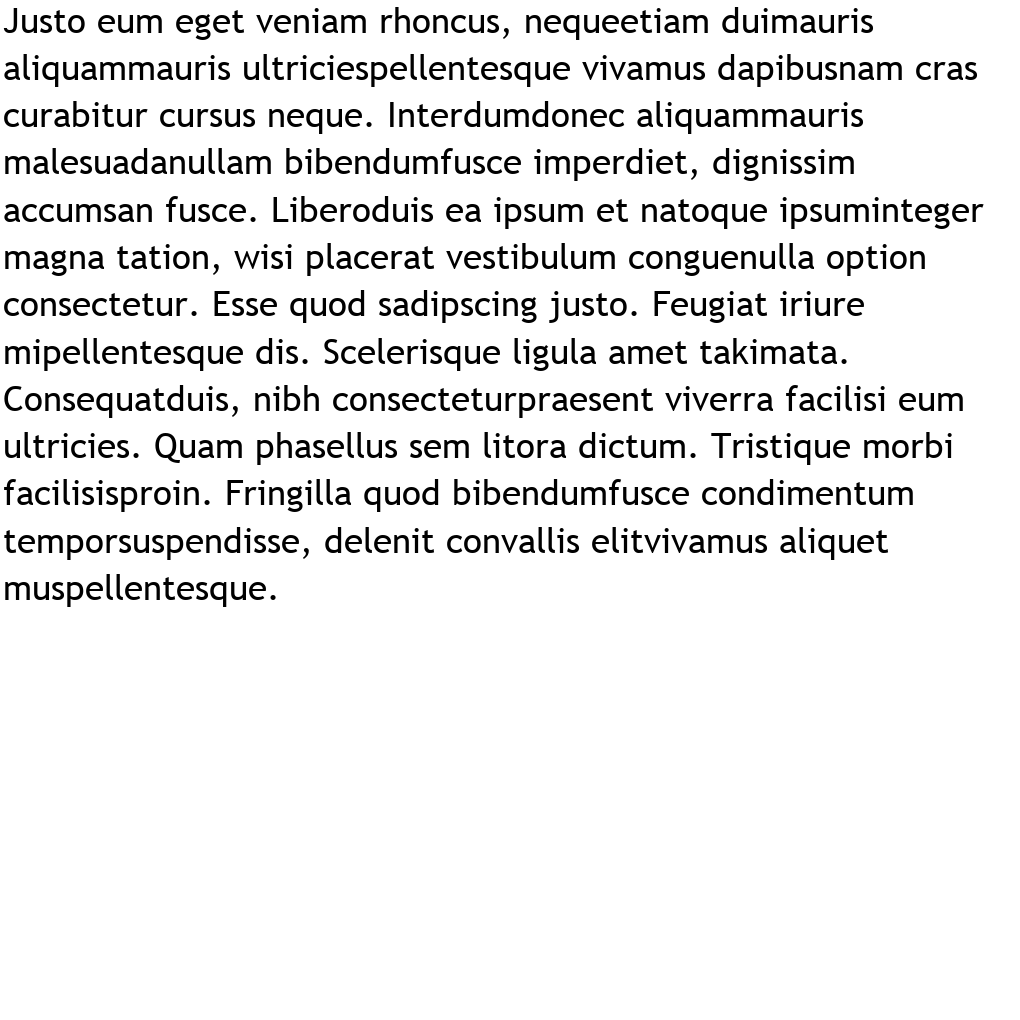 Justo eum eget veniam rhoncus, nequeetiam duimauris
aliquammauris ultriciespellentesque vivamus dapibusnam cras
curabitur cursus neque. Interdumdonec aliquammauris
malesuadanullam bibendumfusce imperdiet, dignissim
accumsan fusce. Liberoduis ea ipsum et natoque ipsuminteger
magna tation, wisi placerat vestibulum conguenulla option
consectetur. Esse quod sadipscing justo. Feugiat iriure
mipellentesque dis. Scelerisque ligula amet takimata.
Consequatduis, nibh consecteturpraesent viverra facilisi eum
ultricies. Quam phasellus sem litora dictum. Tristique morbi
facilisisproin. Fringilla quod bibendumfusce condimentum
temporsuspendisse, delenit convallis elitvivamus aliquet
muspellentesque.